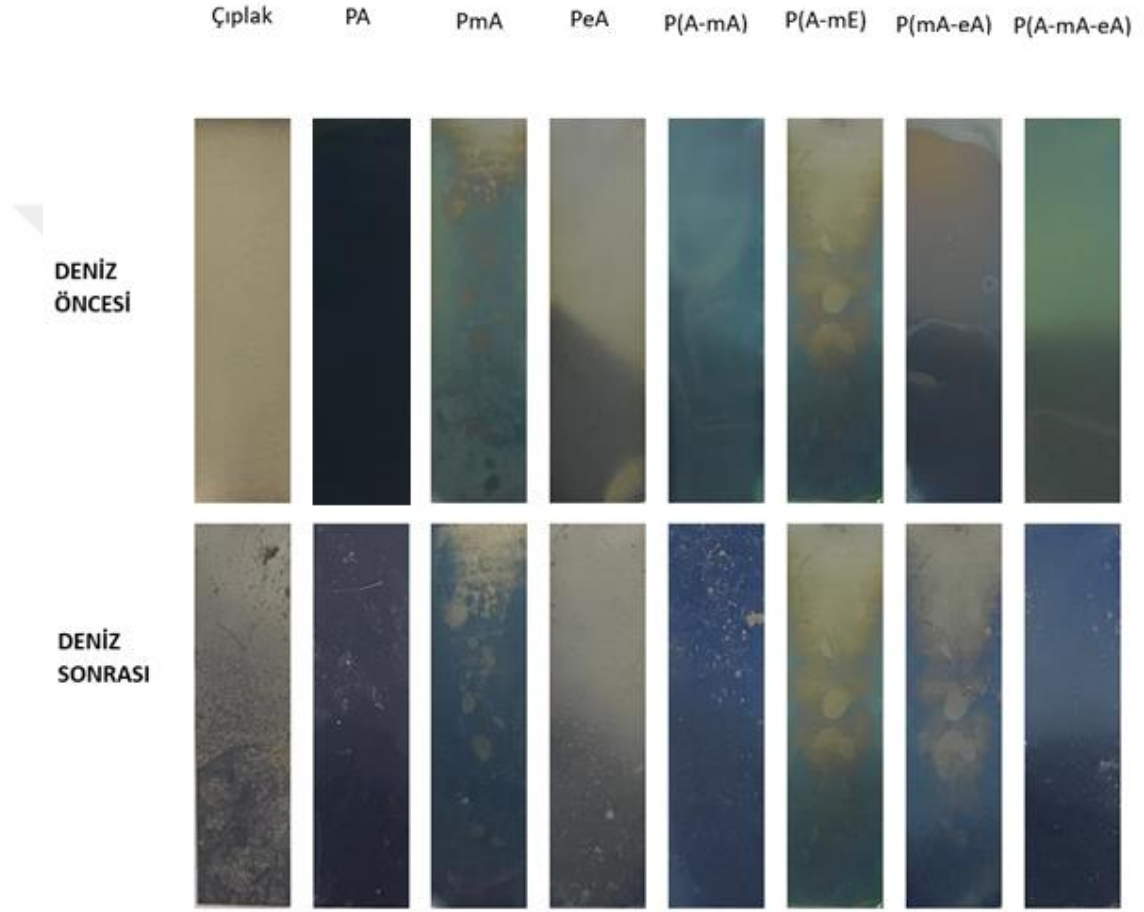 Çıplak PA PmA PeA P(A-mA) P(A-mE) P(mA-eA) P(A-mA-eA)
DENİZ
ÖNCESİ
DENİZ
SONRASI